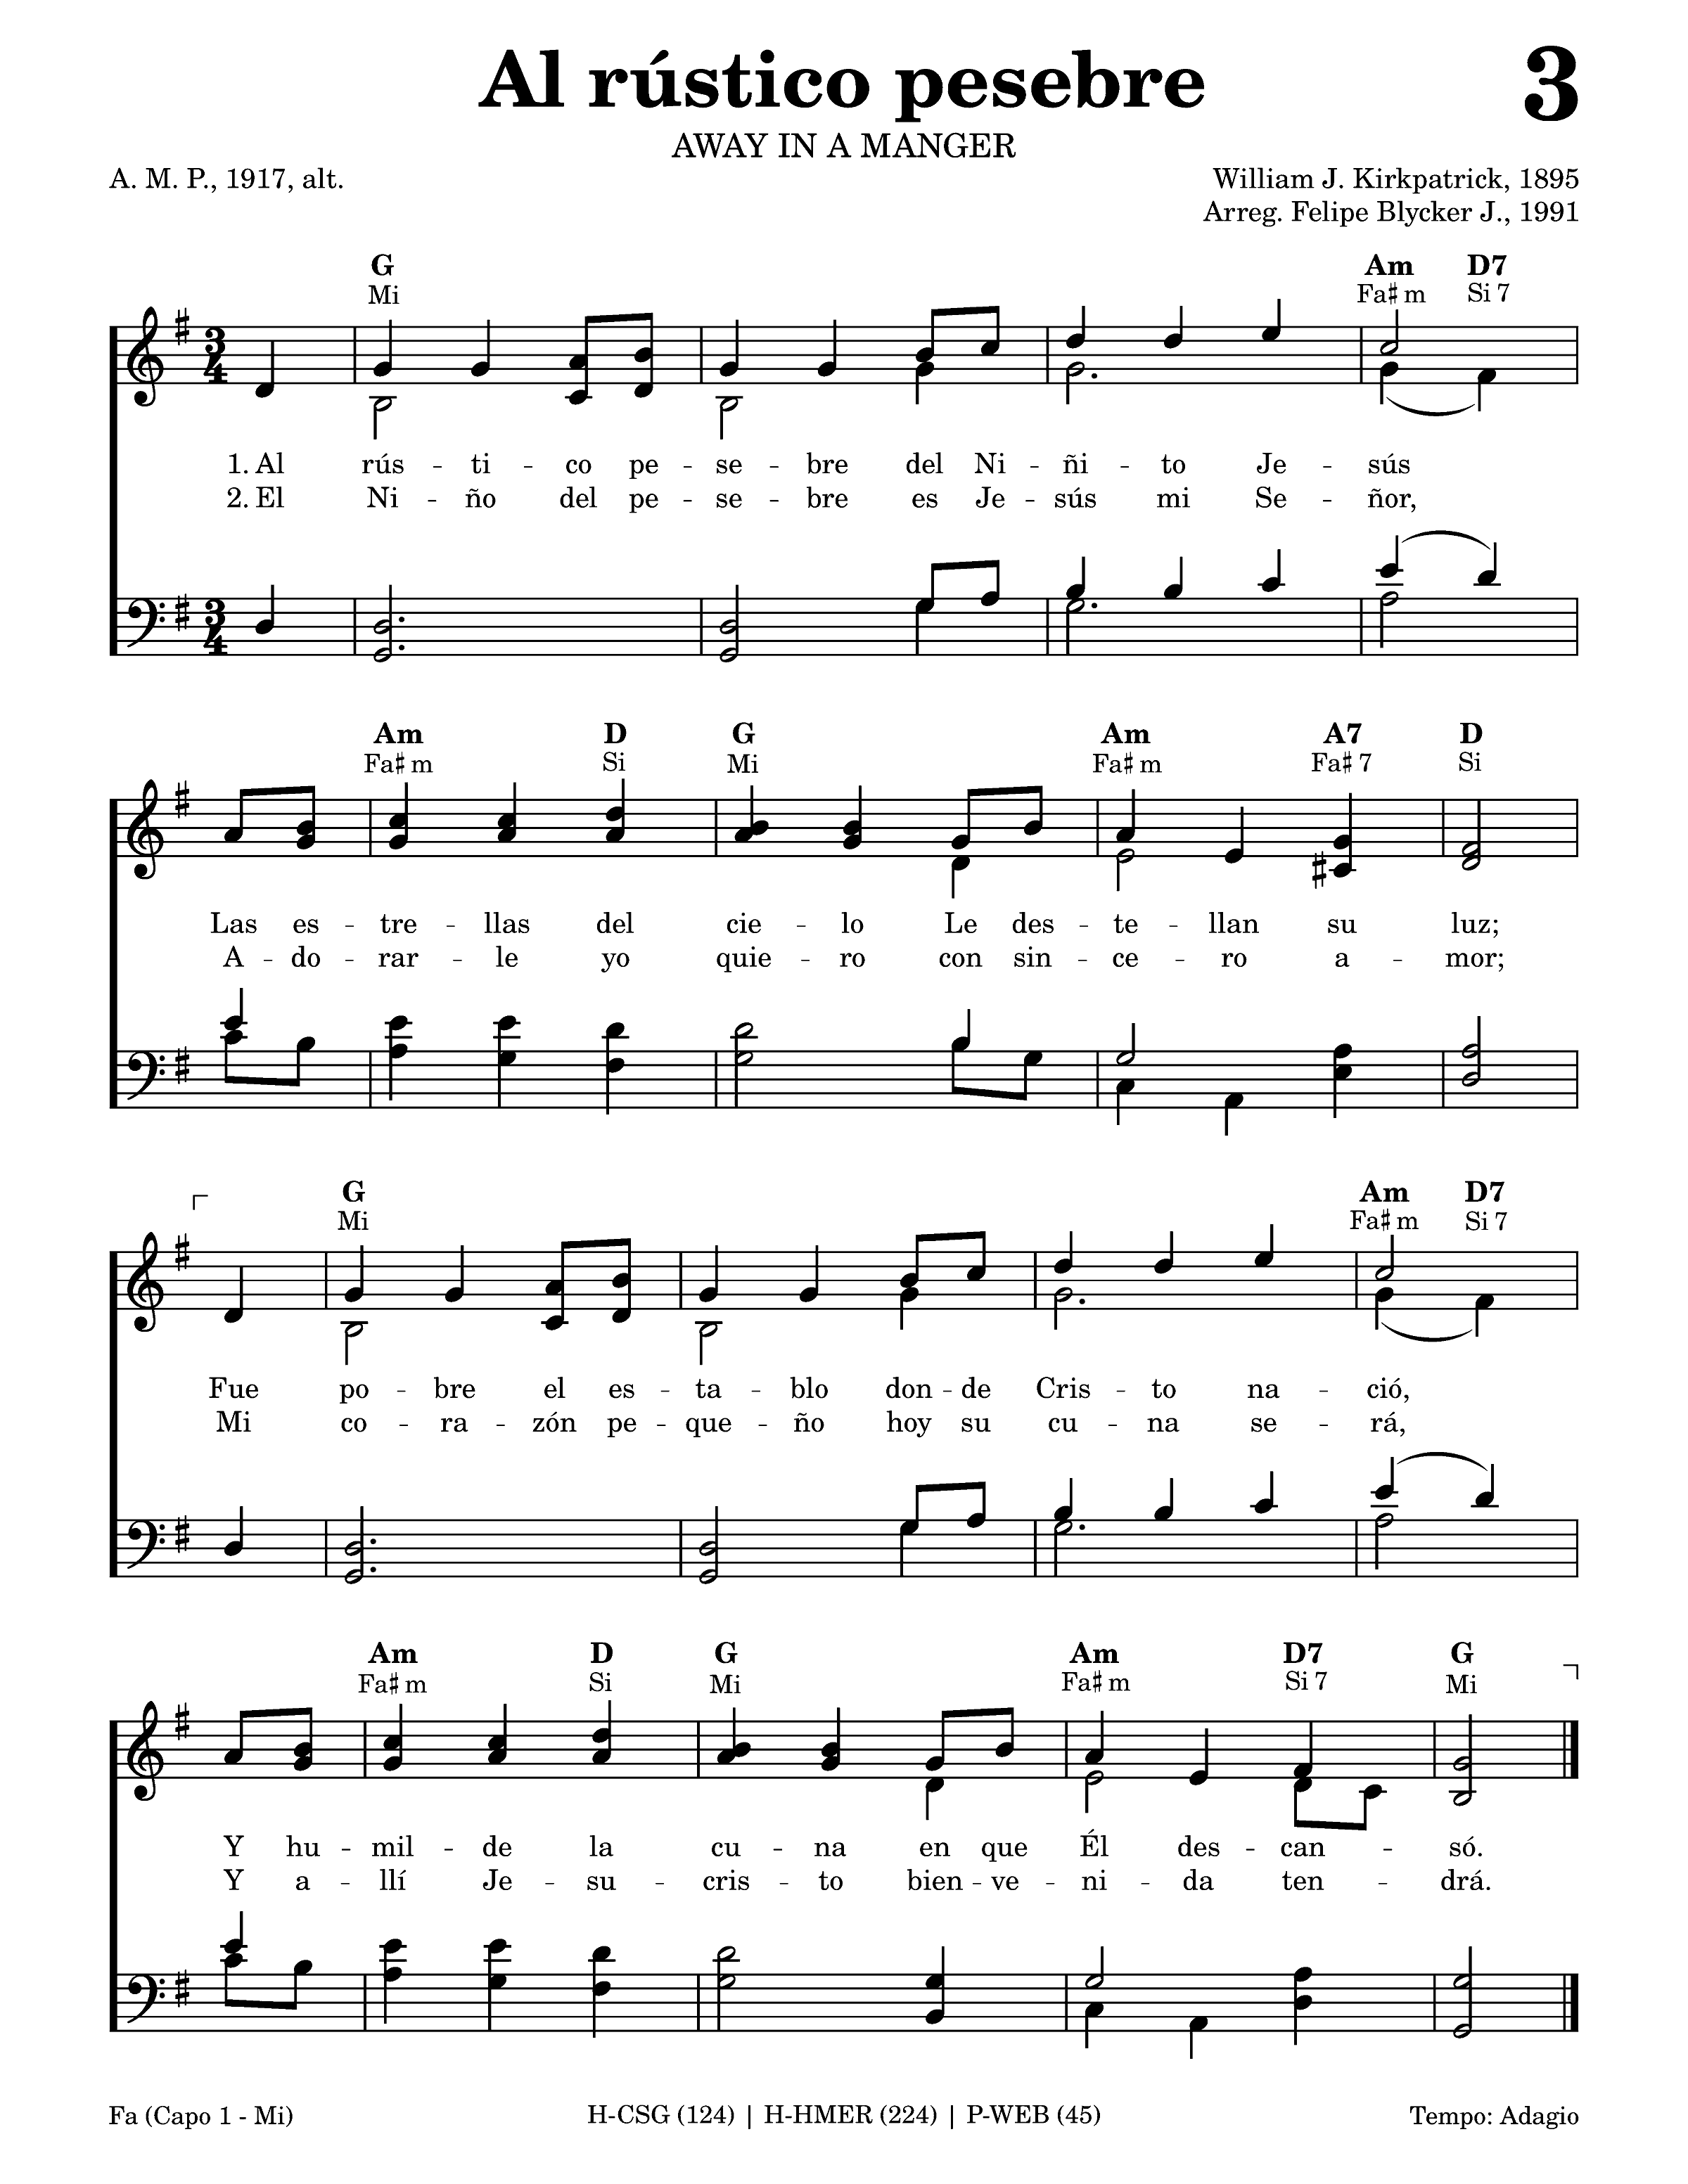 Al rústico pesebre 3
AWAY IN A MANGER
A. M. P., 1917, alt. William J. Kirkpatrick, 1895
Arreg. Felipe Blycker J., 1991
G Am D7
Mi Fa♯ m Si 7
3 4
1. Al rús - ti - co pe - se - bre del Ni - ñi - to Je - sús
2. El Ni - ño del pe - se - bre es Je - sús mi Se - ñor,
3 4
Am D G Am A7 D
Fa♯ m Si Mi Fa♯ m Fa♯ 7 Si
Las es - tre - llas del cie - lo Le des - te - llan su luz;
A - do - rar - le yo quie - ro con sin - ce - ro a - mor;
G Am D7
Mi Fa♯ m Si 7
Fue po - bre el es - ta - blo don - de Cris - to na - ció,
Mi co - ra - zón pe - que - ño hoy su cu - na se - rá,
Am D G Am D7 G
Fa♯ m Si Mi Fa♯ m Si 7 Mi
Y hu - mil - de la cu - na en que Él des - can - só.
Y a - llí Je - su - cris - to bien - ve - ni - da ten - drá.
Fa (Capo 1 - Mi) H-CSG (124) | H-HMER (224) | P-WEB (45) Tempo: Adagio